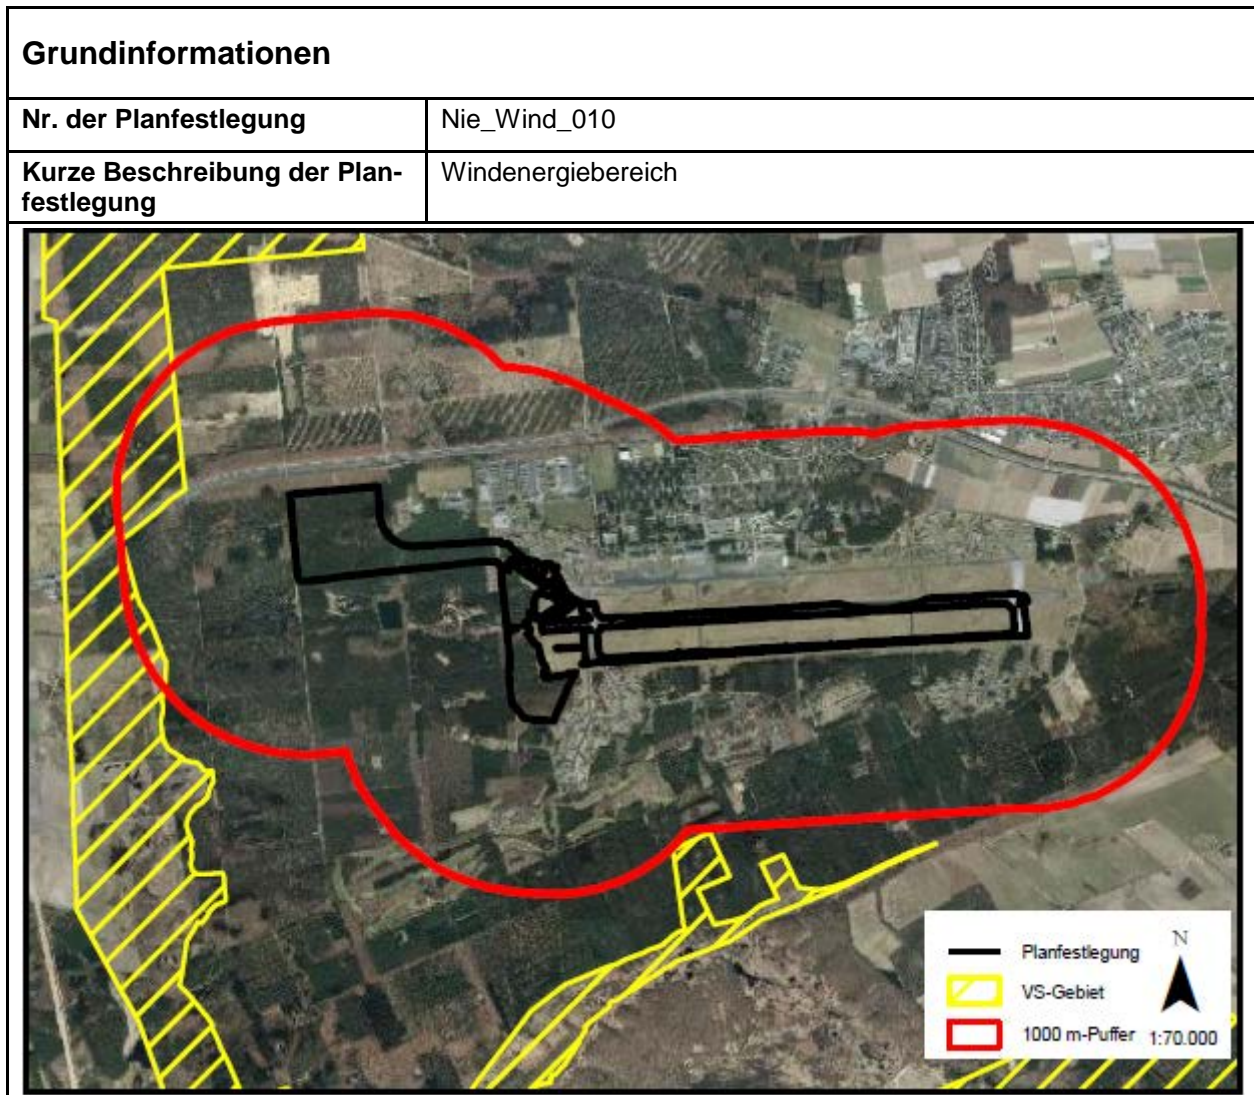 Grundinformationen
Nr. der Planfestlegung
Nie_Wind_010
Kurze Beschreibung der Plan-
festlegung
Windenergiebereich
N
Planfestlegung
VS-Gebiet
1000 m-Puffer
1:70.000